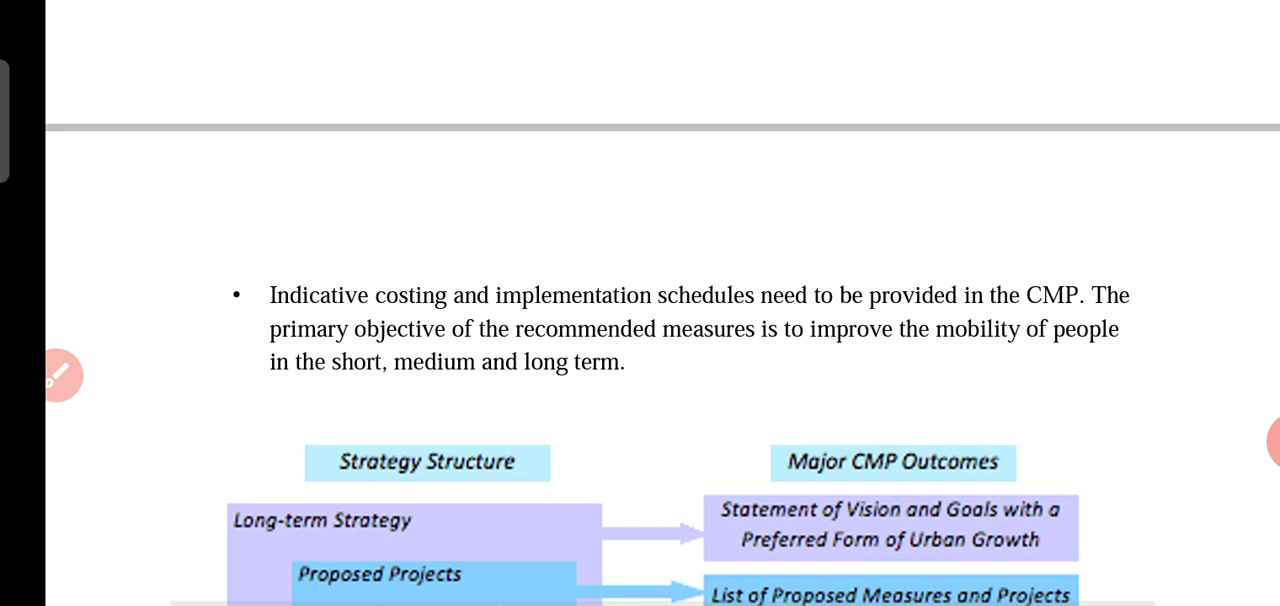 • Indicative costing and implementation schedules need to be provided in the CMP. The
primary objective of the recommended measures is to improve the mobility of people
in the short, medium and long term.
Strategy Structure
Major CMP Outcomes
Long-term Strategy
Statement of Vision and Goals with a
Preferred Form of Urban Growth
Proposed Projects
List of Proposed Measures and Projects